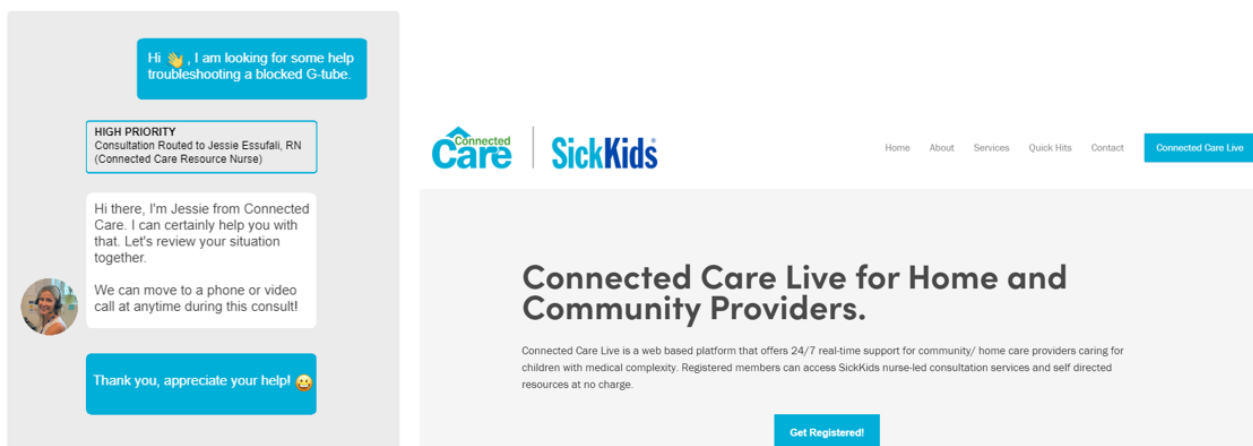 Hi 👋 , I am looking for some help
troubleshooting a blocked G-tube.
HIGH PRIORITY
Consultation Routed to Jessie Essufali, RN
(Connected Care Resource Nurse)
Hi there, I'm Jessie from Connected
Care. I can certainly help you with
that. Let's review your situation
together.
We can move to a phone or video
call at anytime during this consult!
Thank you, appreciate your help! 😀
Connected
Care
SickKids®
Home About Services Quick Hits Contact Connected Care Live
Connected Care Live for Home and
Community Providers.
Connected Care Live is a web based platform that offers 24/7 real-time support for community/ home care providers caring for
children with medical complexity. Registered members can access SickKids nurse-led consultation services and self directed
resources at no charge.
Get Registered!